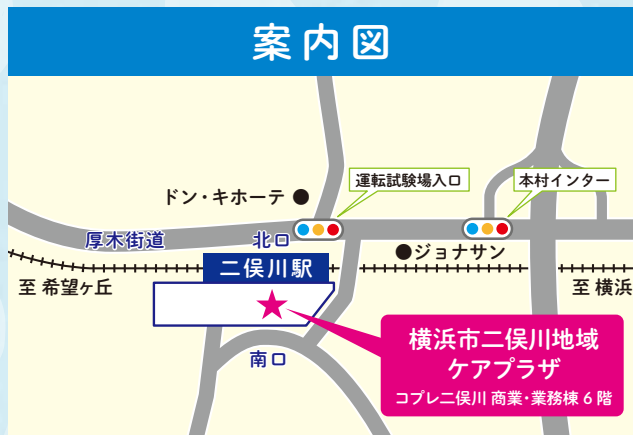 案内図
運転試験場入口
本村インター
ドン・キホーテ
厚木街道
北口
ジョナサン
二俣川駅
至 希望ヶ丘
至 横浜
南口
横浜市二俣川地域
ケアプラザ
コプレ二俣川 商業・業務棟 6 階